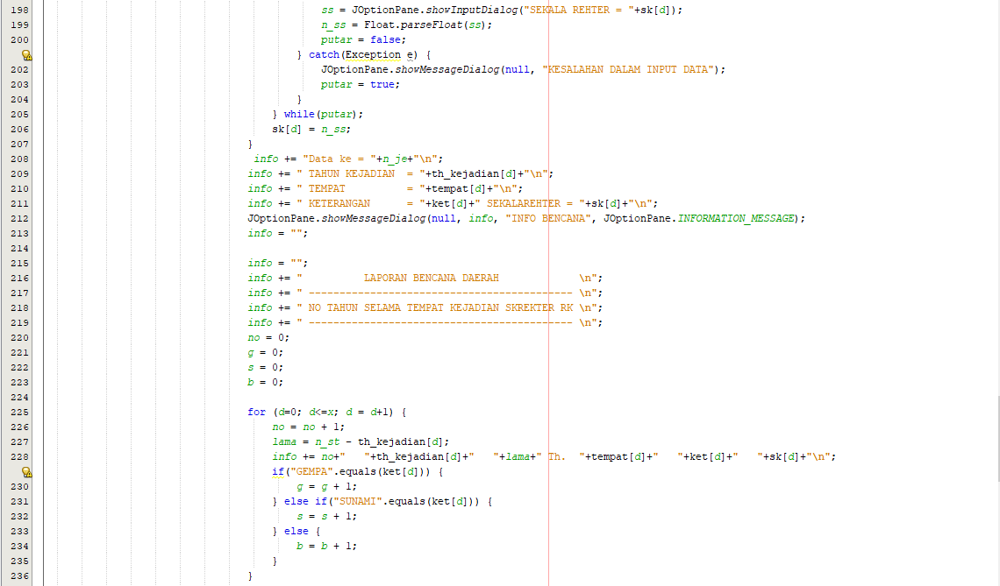 198 ss = JOptionPane.showInputDialog("SEKALA REHTER = "+sk[d]);
199 n_ss = Float.parseFloat(ss);
200 putar = false;
} catch(Exception e) {
202 JOptionPane.showMessageDialog(null, "KESALAHAN DALAM INPUT DATA");
203 putar = true;
204 }
205 } while(putar);
206 sk[d] = n_ss;
207 }
208 info += "Data ke = "+n_je+"\n";
209 info += " TAHUN KEJADIAN  = "+th_kejadian[d]+"\n";
210 info += " TEMPAT          = "+tempat[d]+"\n";
211 info += " KETERANGAN      = "+ket[d]+" SEKALAREHTER = "+sk[d]+"\n";
212 JOptionPane.showMessageDialog(null, info, "INFO BENCANA", JOptionPane.INFORMATION_MESSAGE);
213 info = "";
214
215 info = "";
216 info += "          LAPORAN BENCANA DAERAH             \n";
217 info += " ------------------------------------------- \n";
218 info += " NO TAHUN SELAMA TEMPAT KEJADIAN SKREKTER RK \n";
219 info += " ------------------------------------------- \n";
220 no = 0;
221 g = 0;
222 s = 0;
223 b = 0;
224
225 for (d=0; d<=x; d = d+1) {
226 no = no + 1;
227 lama = n_st - th_kejadian[d];
228 info += no+"   "+th_kejadian[d]+"   "+lama+" Th.  "+tempat[d]+"   "+ket[d]+"   "+sk[d]+"\n";
if("GEMPA".equals(ket[d])) {
230 g = g + 1;
231 } else if("SUNAMI".equals(ket[d])) {
232 s = s + 1;
233 } else {
234 b = b + 1;
235 }
236 }